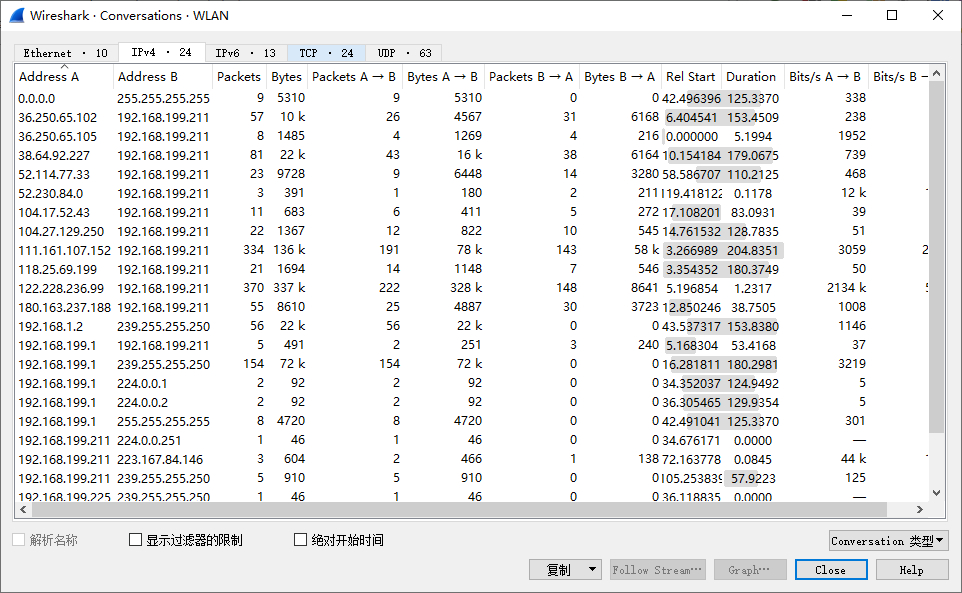 Wireshark · Conversations · WLAN
Ethernet · 10 IPv4 · 24 IPv6 · 13 TCP · 24 UDP · 63
Address A Address B Packets Bytes Packets A → B Bytes A → B Packets B → A Bytes B → A Rel Start Duration Bits/s A → B Bits/s B
0.0.0.0 255.255.255.255 9 5310 9 5310 0 0 42.496396 125.3370 338
36.250.65.102 192.168.199.211 57 10 k 26 4567 31 6168 6.404541 153.4509 238
36.250.65.105 192.168.199.211 8 1485 4 1269 4 216 0.000000 5.1994 1952
38.64.92.227 192.168.199.211 81 22 k 43 16 k 38 6164 10.154184 179.0675 739
52.114.77.33 192.168.199.211 23 9728 9 6448 14 3280 58.586707 110.2125 468
52.230.84.0 192.168.199.211 3 391 1 180 2 211 119.418122 0.1178 12 k
104.17.52.43 192.168.199.211 11 683 6 411 5 272 17.108201 83.0931 39
104.27.129.250 192.168.199.211 22 1367 12 822 10 545 14.761532 128.7835 51
111.161.107.152 192.168.199.211 334 136 k 191 78 k 143 58 k 3.266989 204.8351 3059
118.25.69.199 192.168.199.211 21 1694 14 1148 7 546 3.354352 180.3749 50
122.228.236.99 192.168.199.211 370 337 k 222 328 k 148 8641 5.196854 1.2317 2134 k
180.163.237.188 192.168.199.211 55 8610 25 4887 30 3723 12.850246 38.7505 1008
192.168.1.2 239.255.255.250 56 22 k 56 22 k 0 0 43.537317 153.8380 1146
192.168.199.1 192.168.199.211 5 491 2 251 3 240 5.168304 53.4168 37
192.168.199.1 239.255.255.250 154 72 k 154 72 k 0 0 16.281811 180.2981 3219
192.168.199.1 224.0.0.1 2 92 2 92 0 0 34.352037 124.9492 5
192.168.199.1 224.0.0.2 2 92 2 92 0 0 36.305465 129.9354 5
192.168.199.1 255.255.255.255 8 4720 8 4720 0 0 42.491041 125.3370 301
192.168.199.211 224.0.0.251 1 46 1 46 0 0 34.676171 0.0000 —
192.168.199.211 223.167.84.146 3 604 2 466 1 138 72.163778 0.0845 44 k
192.168.199.211 239.255.255.250 5 910 5 910 0 0 105.253839 57.9223 125
192.168.199.225 239.255.255.250 1 46 1 46 0 0 36.118835 0.0000 —
解析名称 显示过滤器的限制 绝对开始时间 Conversation 类型
复制 Follow Stream… Graph… Close Help